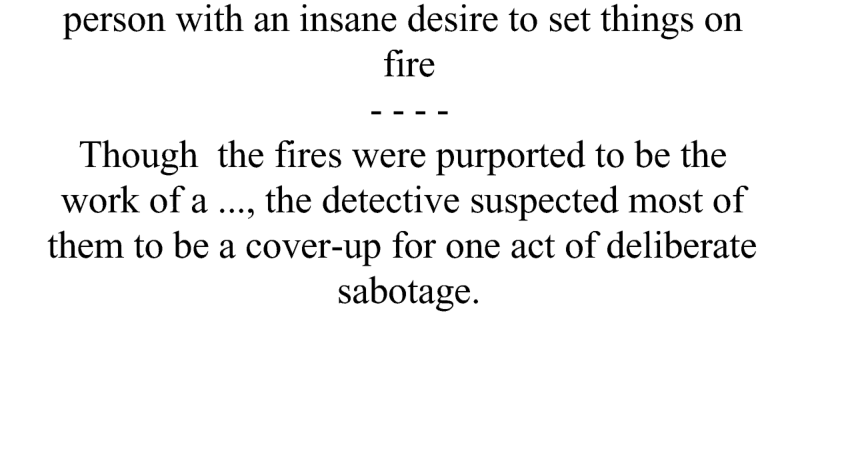 person with an insane desire to set things on
fire
- - - -
Though  the fires were purported to be the
work of a ..., the detective suspected most of
them to be a cover-up for one act of deliberate
sabotage.